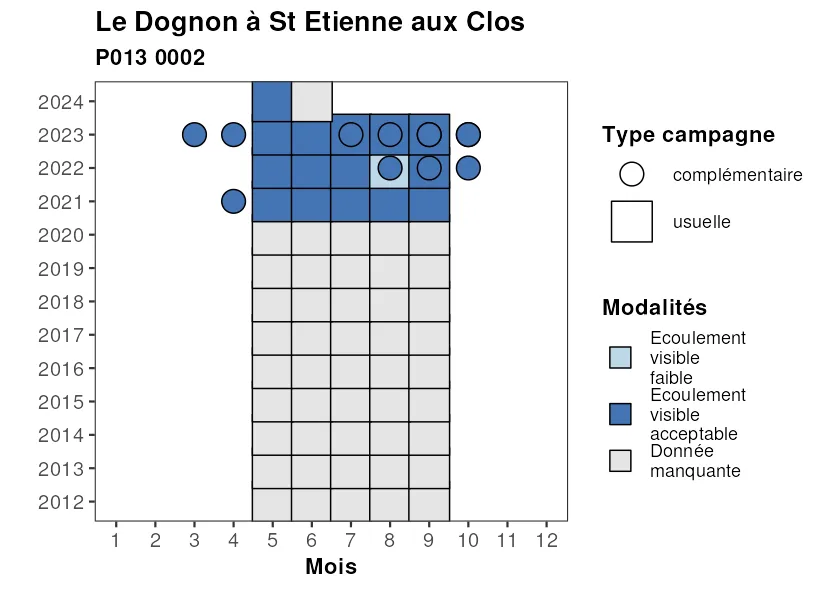 Le Dognon à St Etienne aux Clos
P013 0002
2024
2023
2022
2021
2020
2019
2018
2017
2016
2015
2014
2013
2012
1 2 3 4 5 6 7 8 9 10 11 12
Mois
Type campagne
complémentaire
usuelle
Modalités
Ecoulement
visible
faible
Ecoulement
visible
acceptable
Donnée
manquante